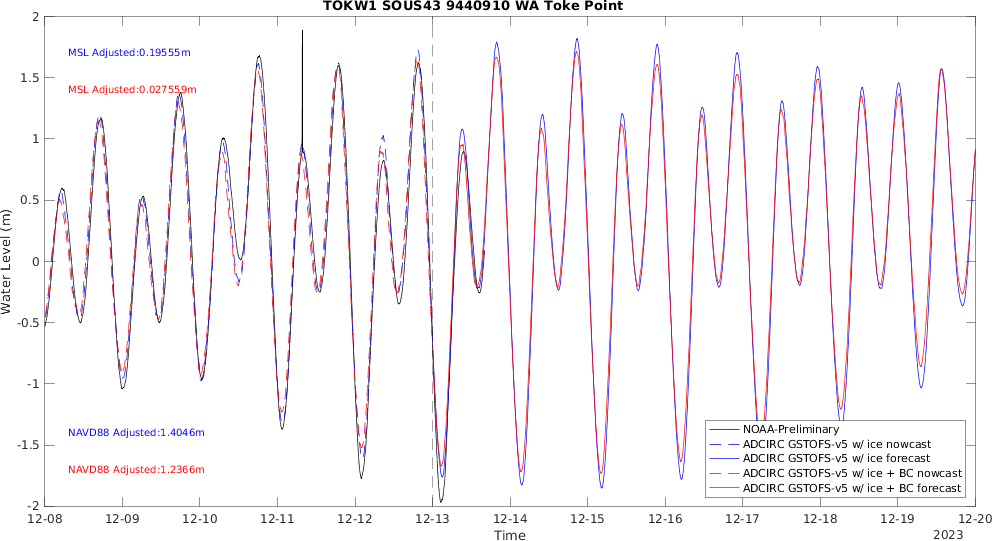 TOKW1 SOUS43 9440910 WA Toke Point
MSL Adjusted:0.19555m
MSL Adjusted:0.027559m
NAVD88 Adjusted:1.4046m
NAVD88 Adjusted:1.2366m
Water Level (m)
2
1.5
1
0.5
0
-0.5
-1
-1.5
-2
NOAA-Preliminary
ADCIRC GSTOFS-v5 w/ ice nowcast
ADCIRC GSTOFS-v5 w/ ice forecast
ADCIRC GSTOFS-v5 w/ ice + BC nowcast
ADCIRC GSTOFS-v5 w/ ice + BC forecast
12-08 12-09 12-10 12-11 12-12 12-13 12-14 12-15 12-16 12-17 12-18 12-19 12-20
Time
2023